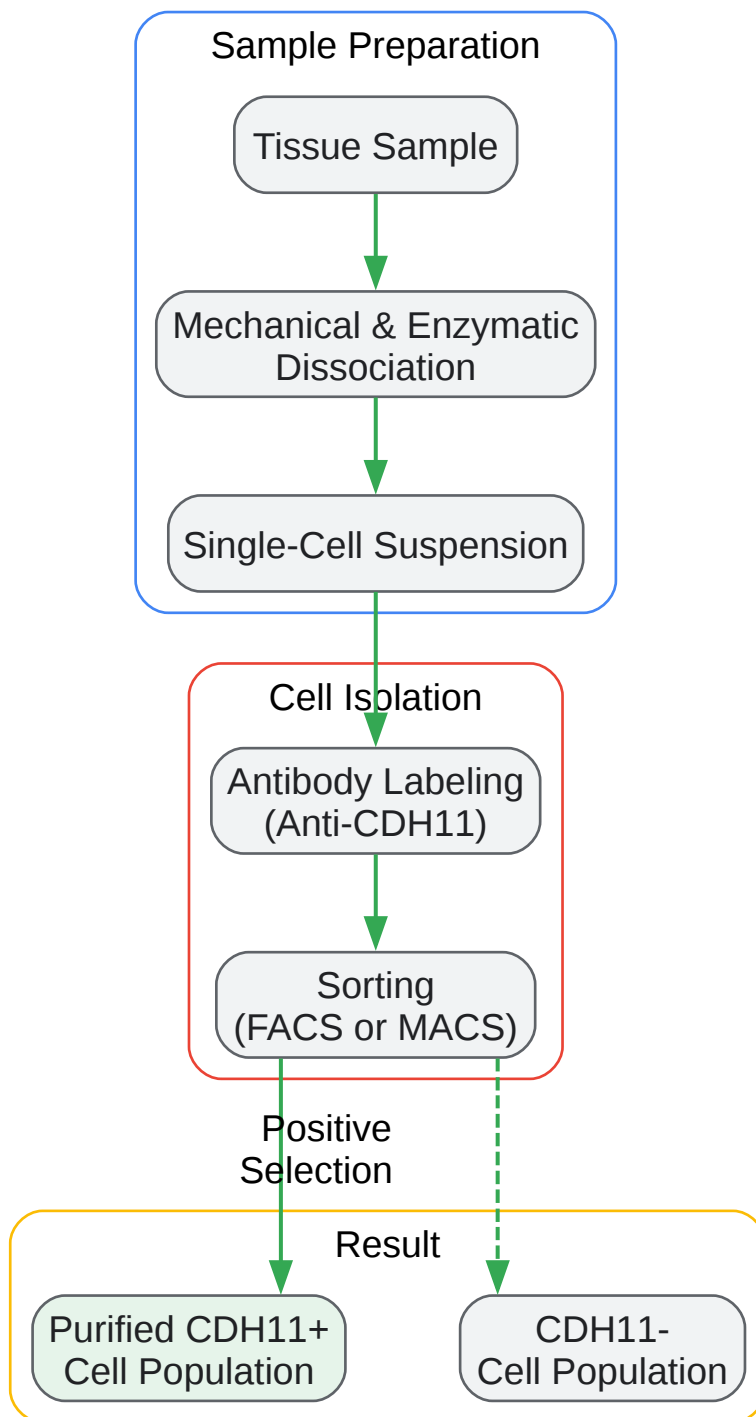 Sample Preparation
Tissue Sample
Mechanical & Enzymatic
Dissociation
Single-Cell Suspension
Cell Isolation
Antibody Labeling
(Anti-CDH11)
Sorting
(FACS or MACS)
Positive
Selection
Result
Purified CDH11+
Cell Population
CDH11-
Cell Population